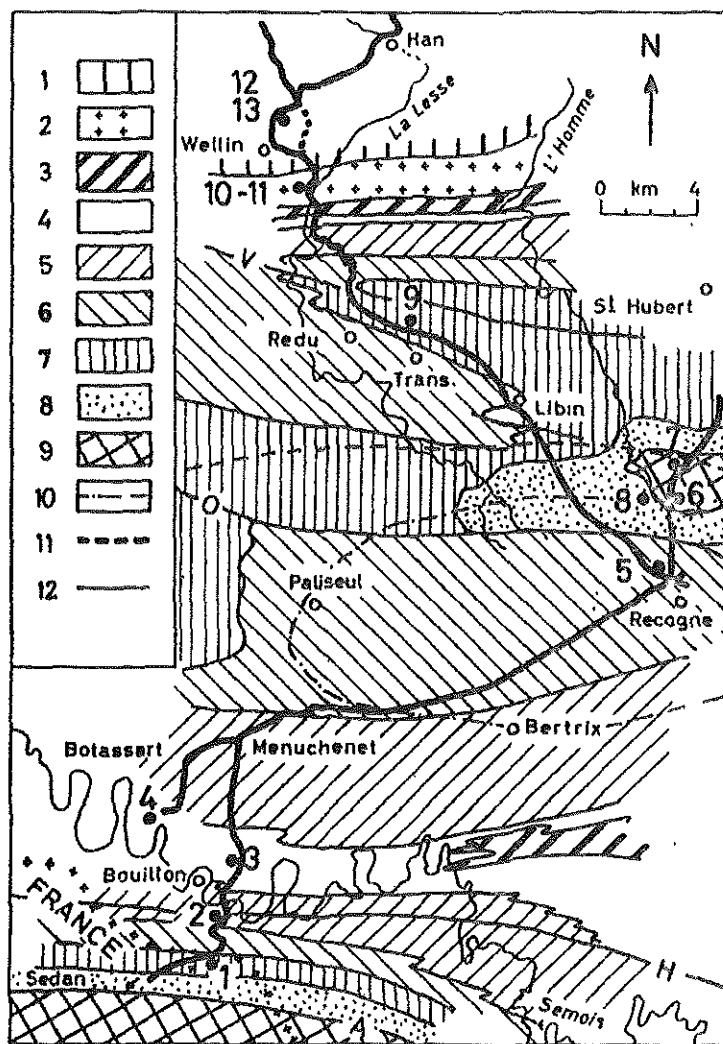 1
2
3
4
5
6
7
8
9
10
11
12
Han
N
12
13
La Lesse
L'Homme
Wellin
0 km 4
10-11
V
9
St Hubert
Redu
Trans.
Libin
O
8
6
5
Paliseul
Recogne
Bertrix
Botassart
Menuchenet
4
3
Bouillon
FRANCE
2
1
H
Sedan
Semois
A